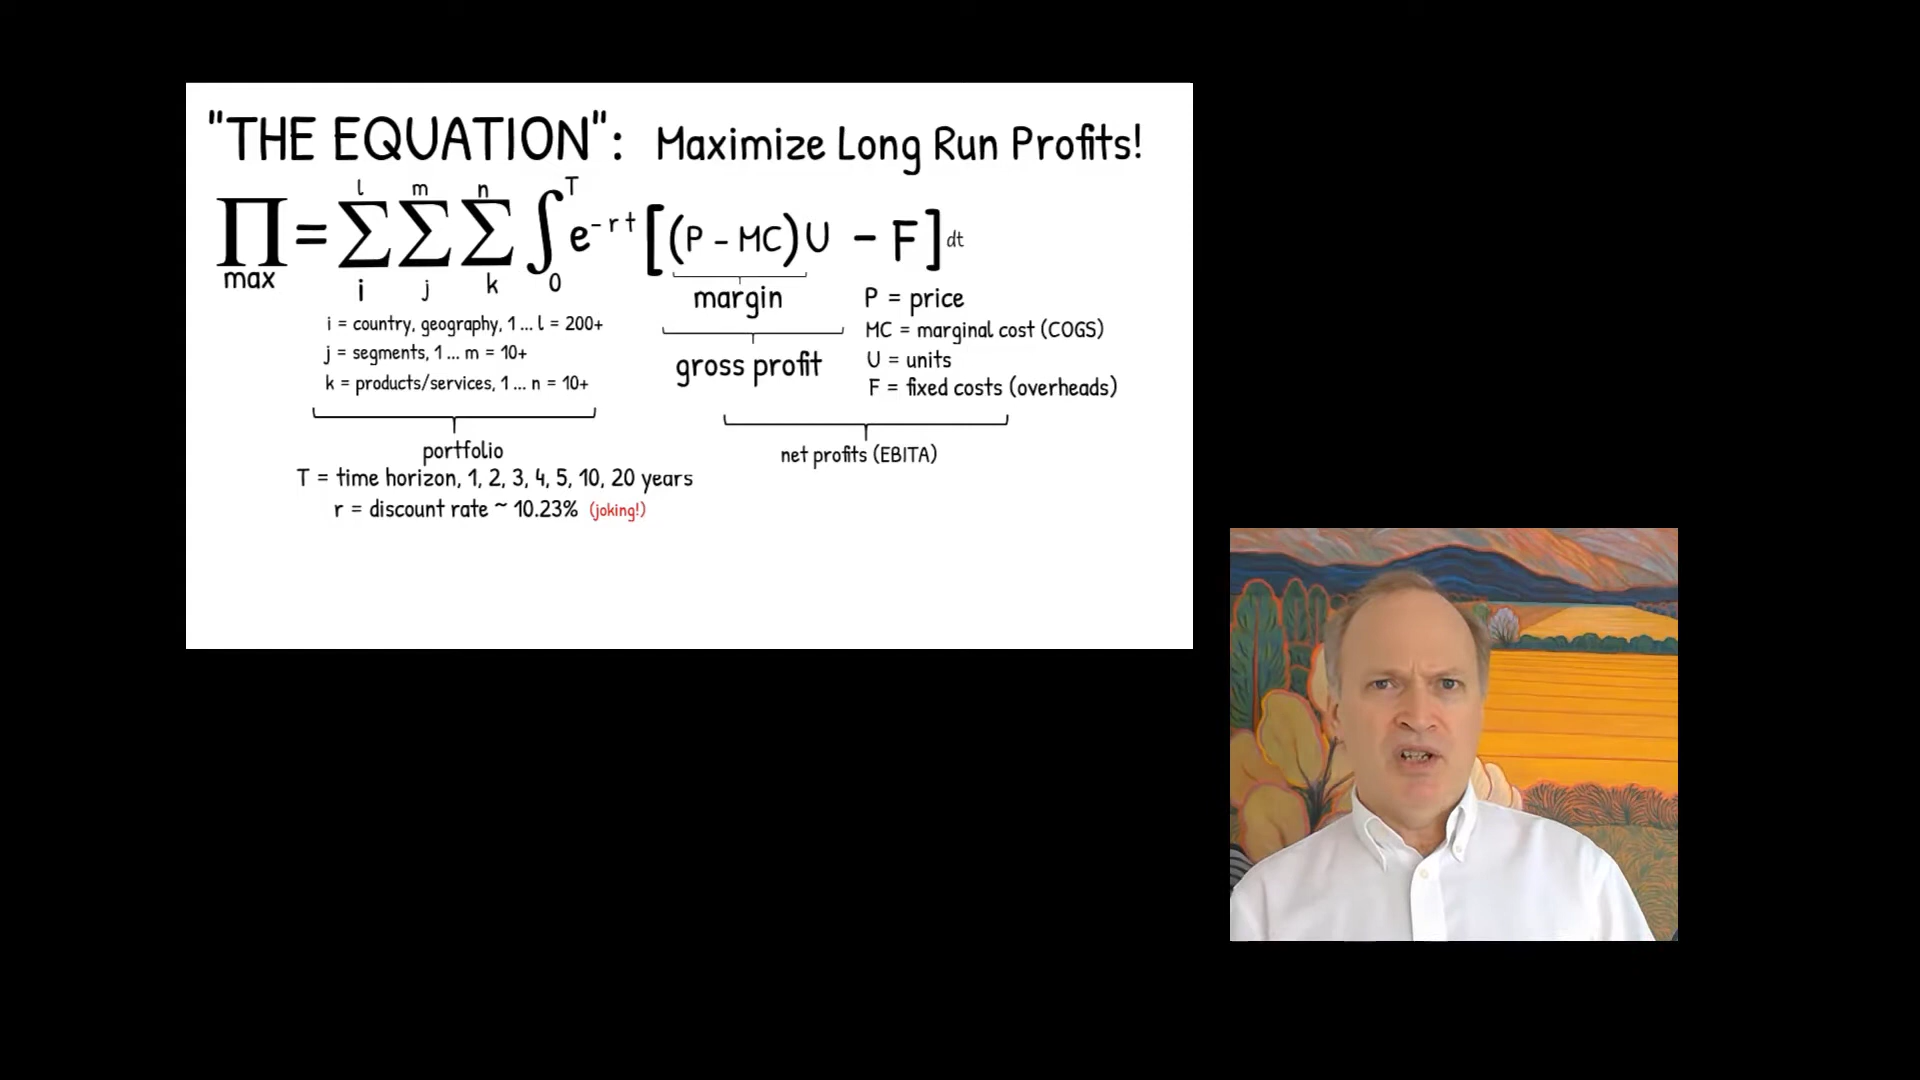 "THE EQUATION": Maximize Long Run Profits!
l m n T
∏ = ∑ ∑ ∑ ∫ e^-rt [(P - MC)U - F] dt
max i j k 0
margin
gross profit
P = price
MC = marginal cost (COGS)
U = units
F = fixed costs (overheads)
net profits (EBITA)
i = country, geography, 1 ... l = 200+
j = segments, 1 ... m = 10+
k = products/services, 1 ... n = 10+
portfolio
T = time horizon, 1, 2, 3, 4, 5, 10, 20 years
r = discount rate ~ 10.23% (joking!)